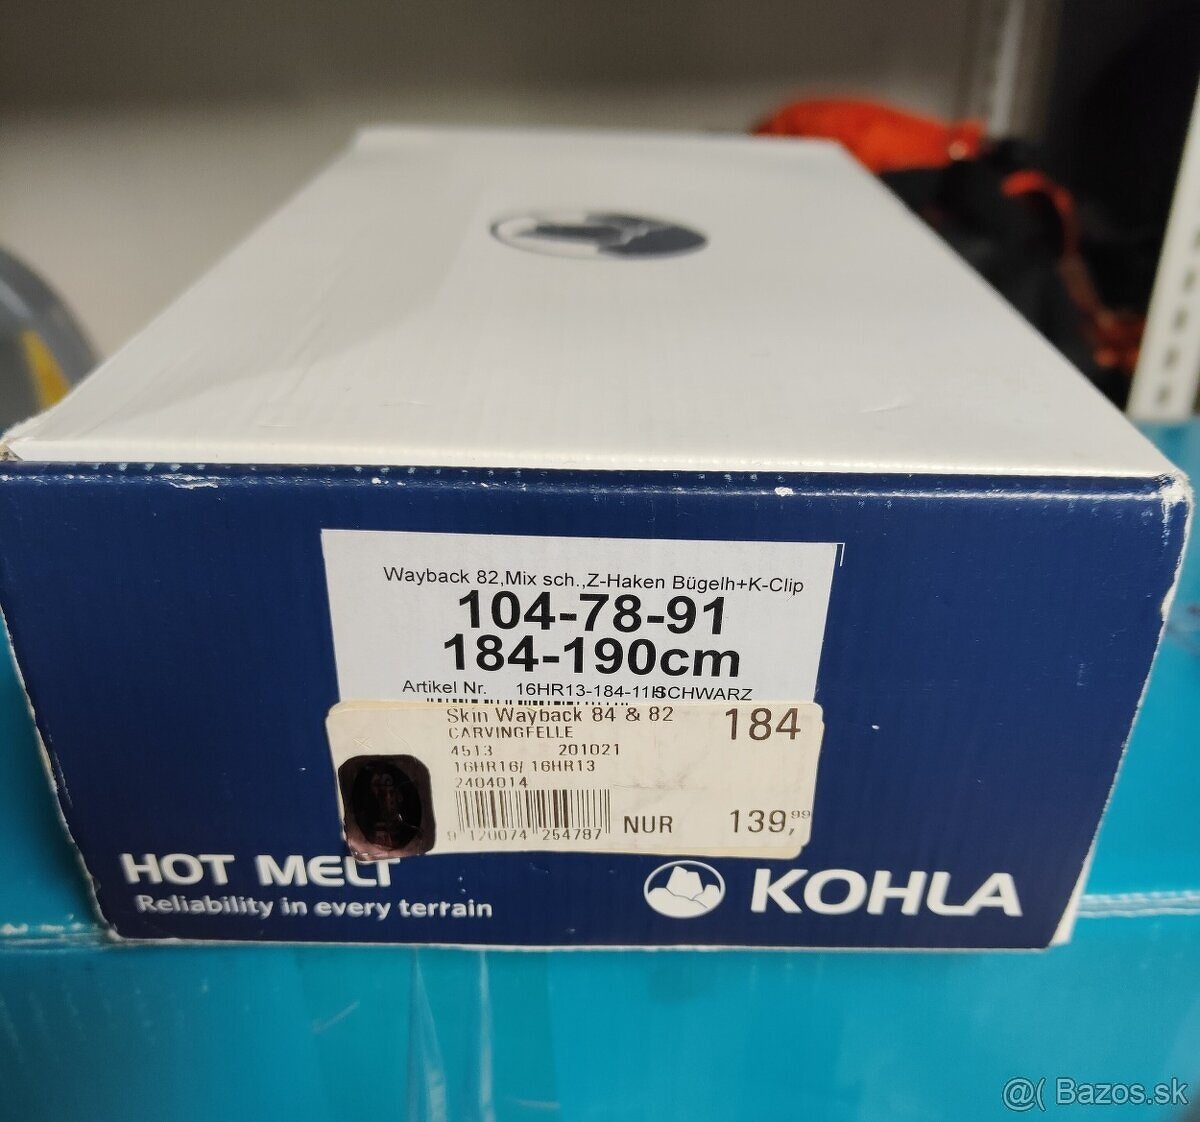 Wayback 82,Mix sch.,Z-Haken Bügelh+K-Clip
104-78-91
184-190cm
Artikel Nr. 16HR13-184-11 SCHWARZ
Skin Wayback 84 & 82 184
CARVINGFELLE
4513 201021
16HR16/ 16HR13
2404014
9 120074 254787 NUR 139,99
HOT MELT
Reliability in every terrain
KOHLA
@( Bazos.sk